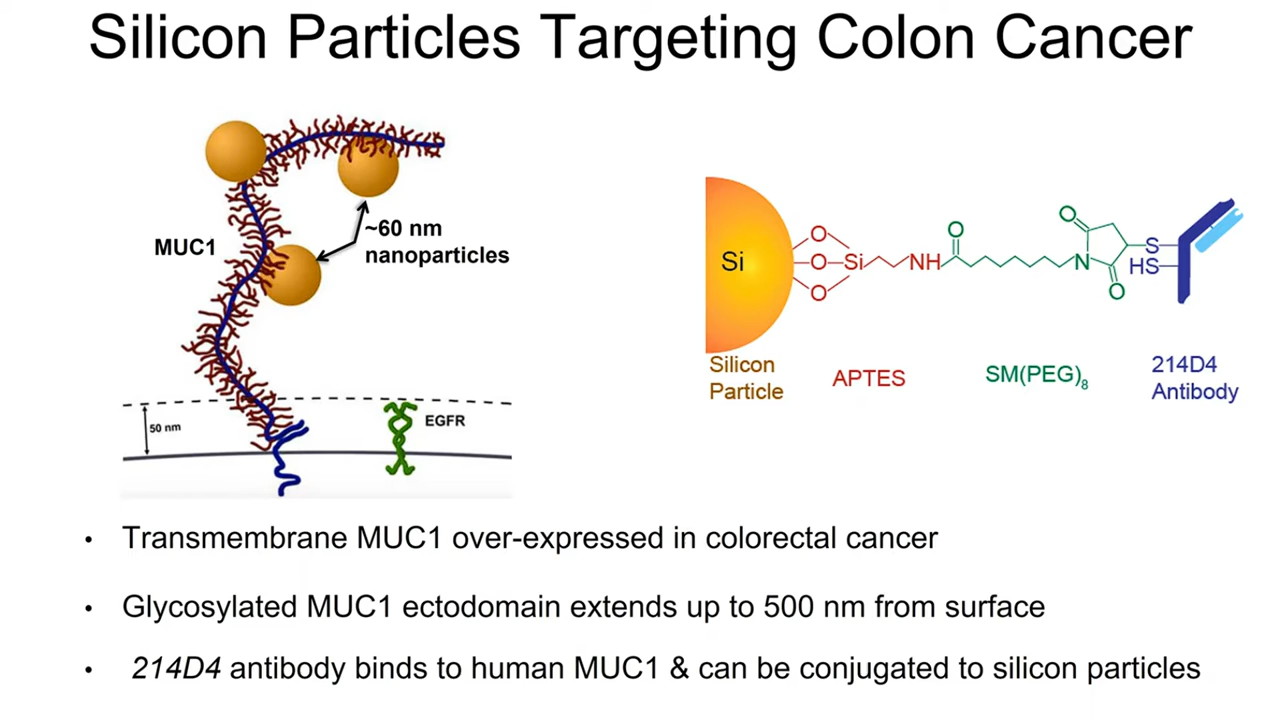 Silicon Particles Targeting Colon Cancer
MUC1
~60 nm
nanoparticles
50 nm
EGFR
Si
O
O
O
Si
NH
O
O
N
O
S
HS
Silicon
Particle
APTES
SM(PEG)₈
214D4
Antibody
• Transmembrane MUC1 over-expressed in colorectal cancer
• Glycosylated MUC1 ectodomain extends up to 500 nm from surface
• 214D4 antibody binds to human MUC1 & can be conjugated to silicon particles